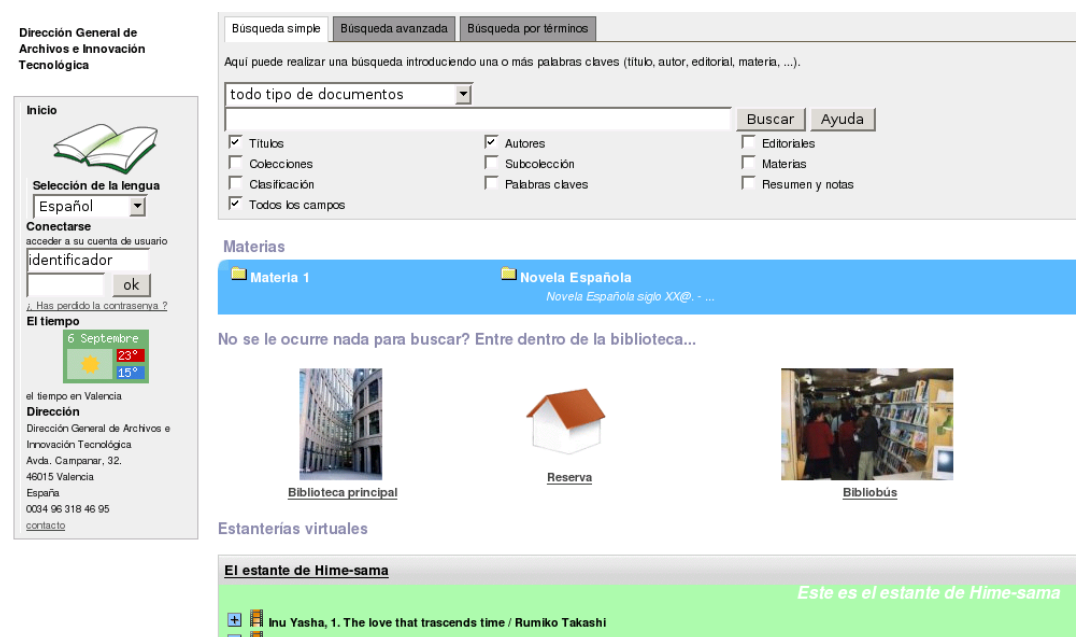 Dirección General de
Archivos e Innovación
Tecnológica
Inicio
Selección de la lengua
Español
Conectarse
acceder a su cuenta de usuario
identificador
ok
¿ Has perdido la contrasenya ?
El tiempo
6 Septembre
23°
15°
el tiempo en Valencia
Dirección
Dirección General de Archivos e
Innovación Tecnológica
Avda. Campanar, 32.
46015 Valencia
España
0034 96 318 46 95
contacto
Búsqueda simple Búsqueda avanzada Búsqueda por términos
Aquí puede realizar una búsqueda introduciendo una o más palabras claves (título, autor, editorial, materia, ...).
todo tipo de documentos
Buscar Ayuda
Títulos Autores Editoriales
Colecciones Subcolección Materias
Clasificación Palabras claves Resumen y notas
Todos los campos
Materias
Materia 1 Novela Española
Novela Española siglo XX@. - ...
No se le ocurre nada para buscar? Entre dentro de la biblioteca...
Biblioteca principal Reserva Bibliobús
Estanterías virtuales
El estante de Hime-sama
Este es el estante de Hime-sama
Inu Yasha, 1. The love that trascends time / Rumiko Takashi